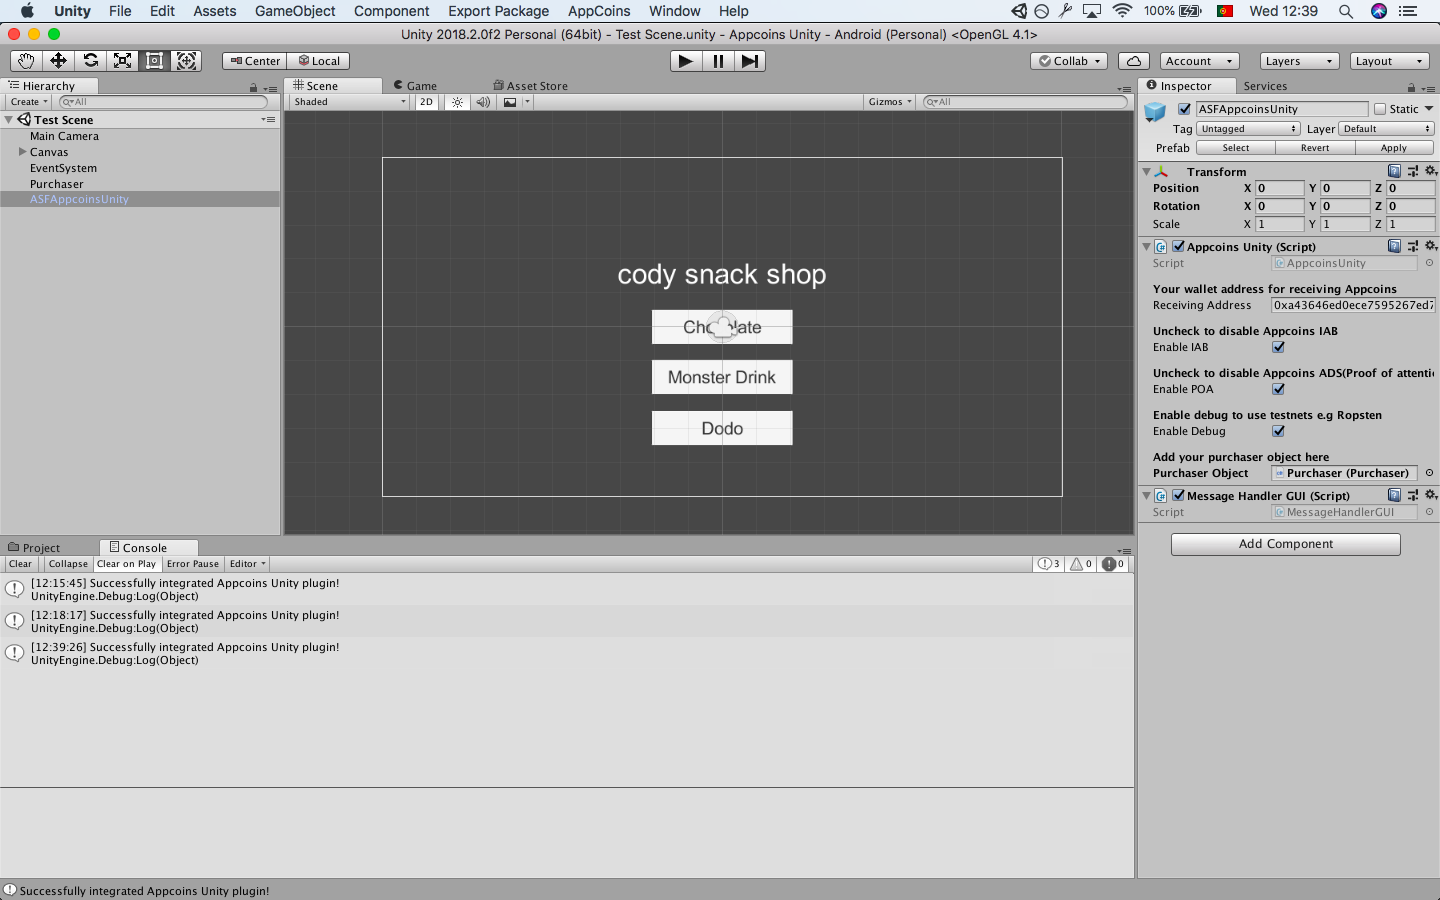 Unity File Edit Assets GameObject Component Export Package AppCoins Window Help 100% Wed 12:39
Unity 2018.2.0f2 Personal (64bit) - Test Scene.unity - Appcoins Unity - Android (Personal) <OpenGL 4.1>
Center Local Collab Account Layers Layout
Hierarchy
Create All
Test Scene
Main Camera
Canvas
EventSystem
Purchaser
ASFAppcoinsUnity
Scene Game Asset Store
Shaded 2D Gizmos All
cody snack shop
Chocolate
Monster Drink
Dodo
Inspector Services
ASFAppcoinsUnity Static
Tag Untagged Layer Default
Prefab Select Revert Apply
Transform
Position X 0 Y 0 Z 0
Rotation X 0 Y 0 Z 0
Scale X 1 Y 1 Z 1
Appcoins Unity (Script)
Script AppcoinsUnity
Your wallet address for receiving Appcoins
Receiving Address 0xa43646ed0ece7595267ed7
Uncheck to disable Appcoins IAB
Enable IAB
Uncheck to disable Appcoins ADS(Proof of attenti
Enable POA
Enable debug to use testnets e.g Ropsten
Enable Debug
Add your purchaser object here
Purchaser Object Purchaser (Purchaser)
Message Handler GUI (Script)
Script MessageHandlerGUI
Add Component
Project Console
Clear Collapse Clear on Play Error Pause Editor 3 0 0
[12:15:45] Successfully integrated Appcoins Unity plugin!
UnityEngine.Debug:Log(Object)
[12:18:17] Successfully integrated Appcoins Unity plugin!
UnityEngine.Debug:Log(Object)
[12:39:26] Successfully integrated Appcoins Unity plugin!
UnityEngine.Debug:Log(Object)
Successfully integrated Appcoins Unity plugin!